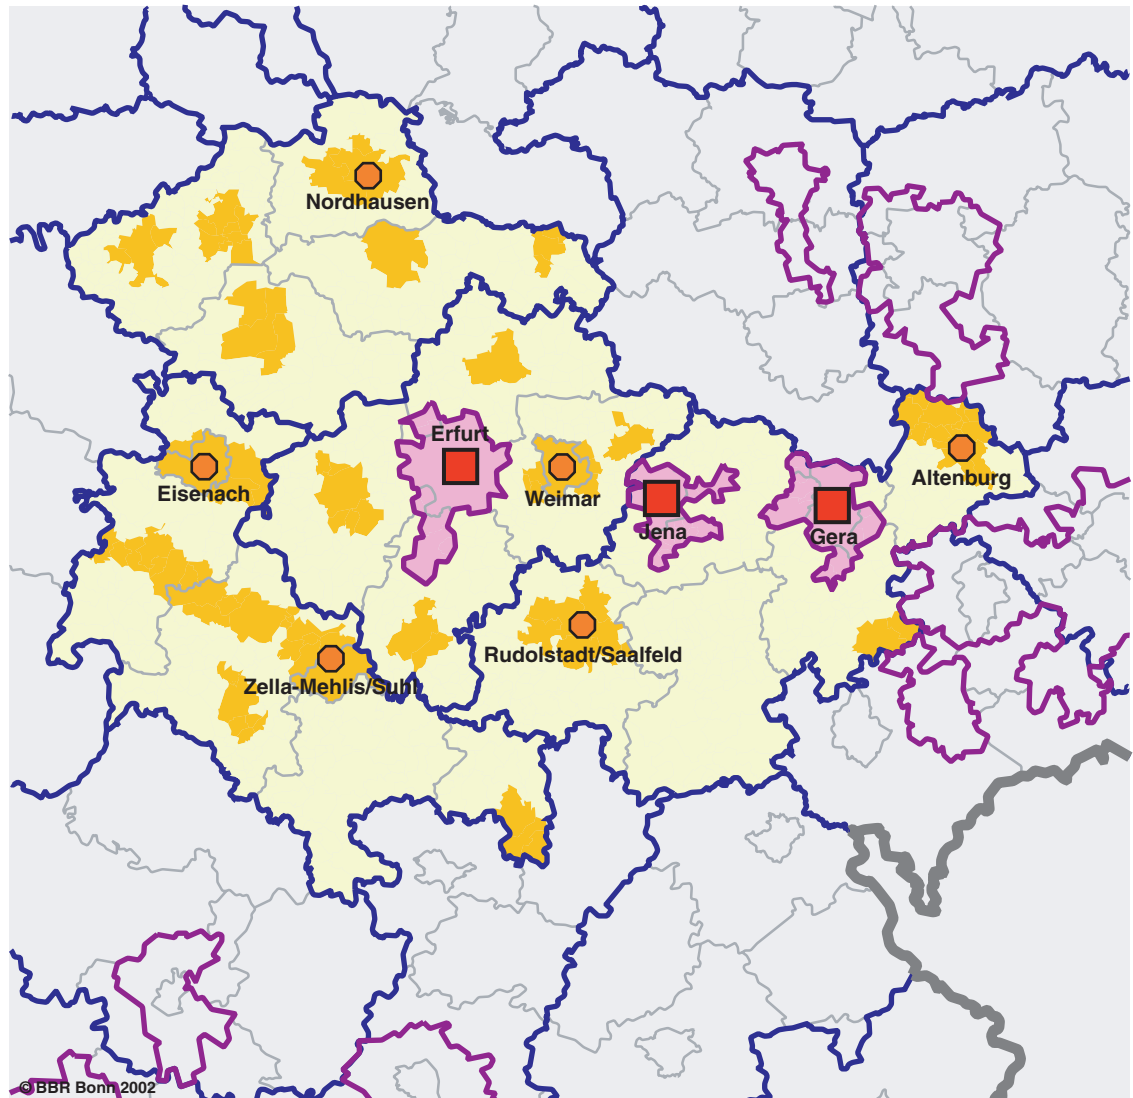 Nordhausen
Erfurt
Eisenach
Weimar
Jena
Gera
Altenburg
Rudolstadt/Saalfeld
Zella-Mehlis/Suhl
© BBR Bonn 2002